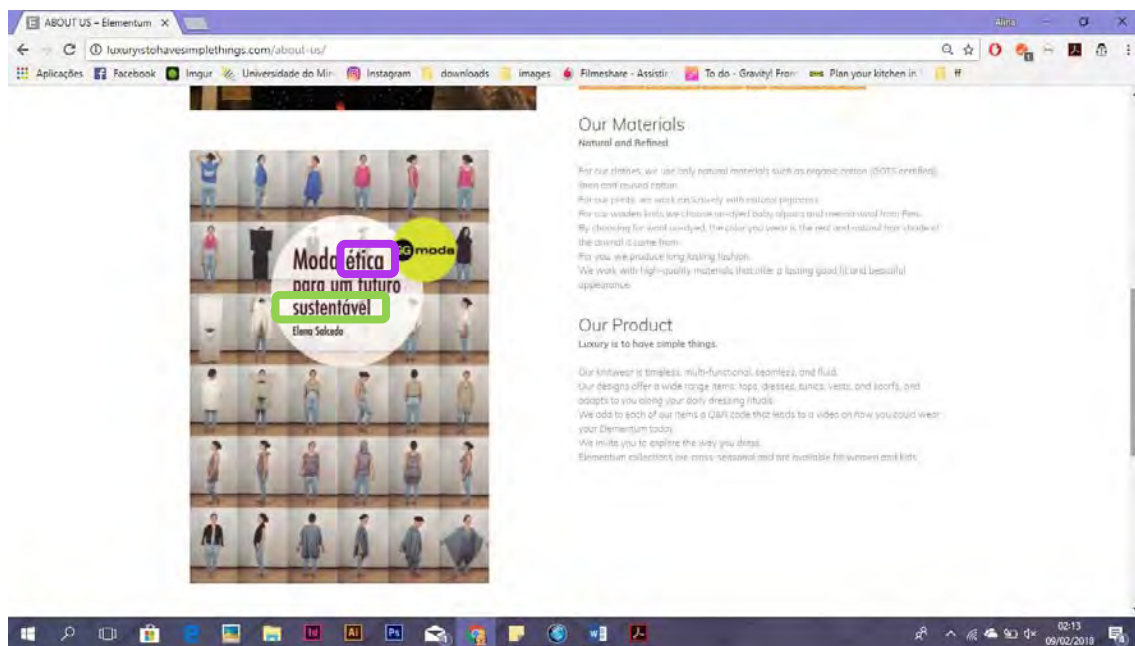 ABOUT US – Elementum
Alina
luxuryistohavesimplethings.com/about-us/
Aplicações Facebook Imgur Universidade do Min Instagram downloads images Filmeshare - Assistir To do - Gravity! From Plan your kitchen in ff
Moda ética
para um futuro
sustentável
Elena Salcedo
GG moda
Our Materials
Natural and Refined
For our clothes, we use only natural materials such as organic cotton (GOTS certified),
linen and reused cotton.
For our prints, we work exclusively with natural pigments.
For our woolen knits we choose un-dyed baby alpaca and merino wool from Peru.
By choosing for wool un-dyed, the color you wear is the real and natural hair shade of
the animal it came from.
For you, we produce long lasting fashion.
We work with high-quality materials that offer a lasting good fit and beautiful
appearance.
Our Product
Luxury is to have simple things.
Our knitwear is timeless, multi-functional, seamless, and fluid.
Our designs offer a wide range items: tops, dresses, tunics, vests, and scarfs, and
adapts to you along your daily dressing rituals.
We add to each of our items a Q&R code that leads to a video on how you could wear
your Elementum today.
We invite you to explore the way you dress.
Elementum collections are cross-seasonal and are available for women and kids.
Id Ai Ps
02:13
09/02/2018